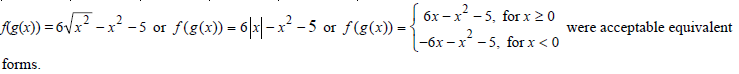 f(g(x)) = 6√x² − x² − 5 or f(g(x)) = 6|x| − x² − 5 or f(g(x)) = { 6x − x² − 5, for x ≥ 0
−6x − x² − 5, for x < 0 were acceptable equivalent
forms.